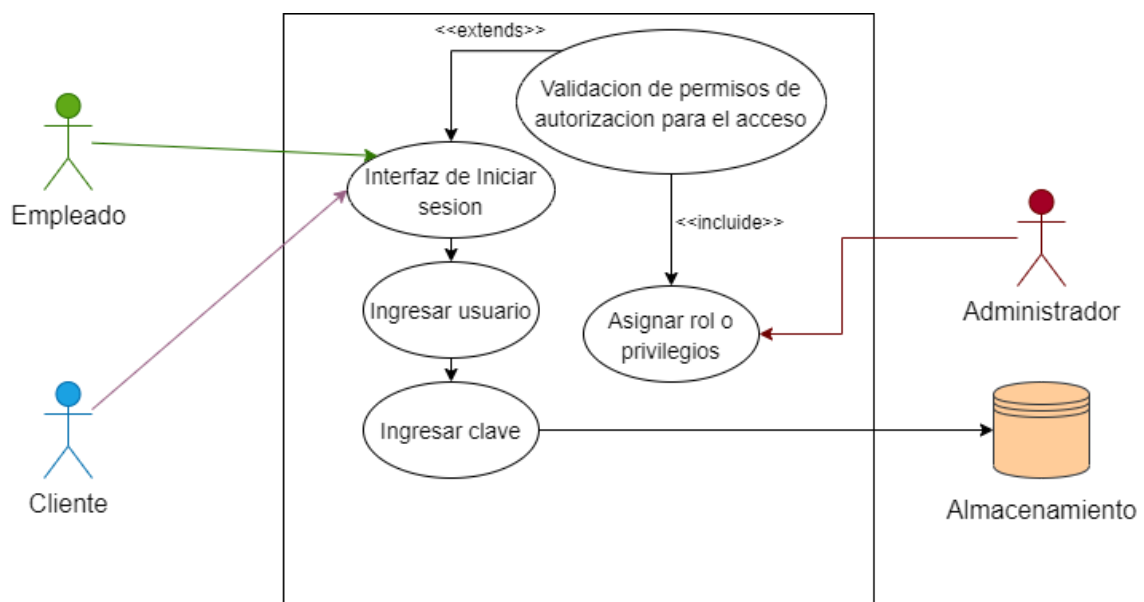 <<extends>>
Validacion de permisos de
autorizacion para el acceso
Empleado
Interfaz de Iniciar
sesion
<<incluide>>
Administrador
Ingresar usuario
Asignar rol o
privilegios
Ingresar clave
Cliente
Almacenamiento